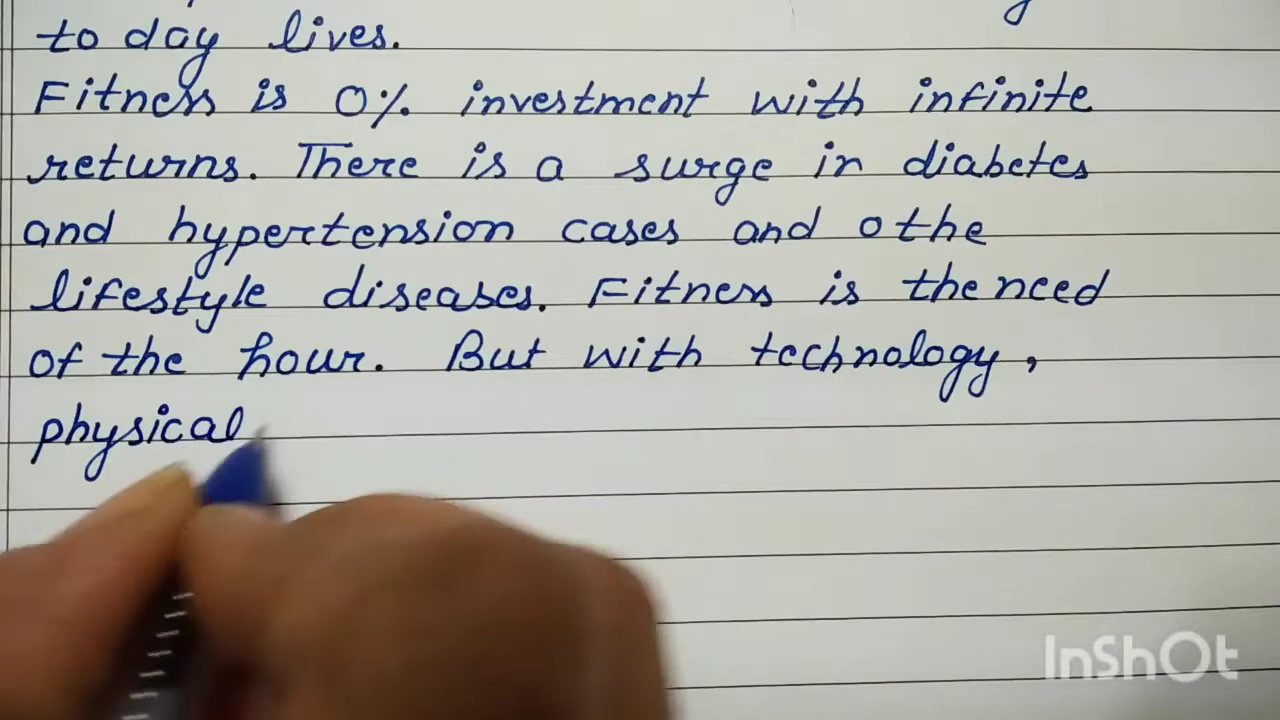 to day lives.
Fitness is 0% investment with infinite
returns. There is a surge in diabetes
and hypertension cases and othe
lifestyle diseases. Fitness is the need
of the hour. But with technology,
physical
InShOt